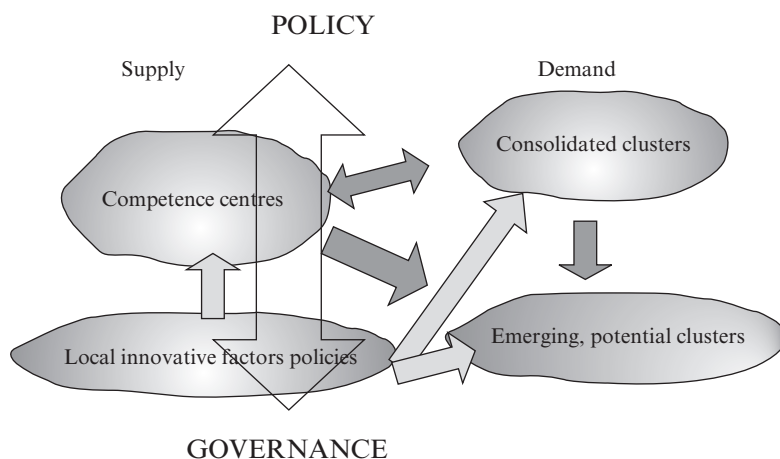 POLICY
Supply
Demand
Consolidated clusters
Competence centres
Emerging, potential clusters
Local innovative factors policies
GOVERNANCE